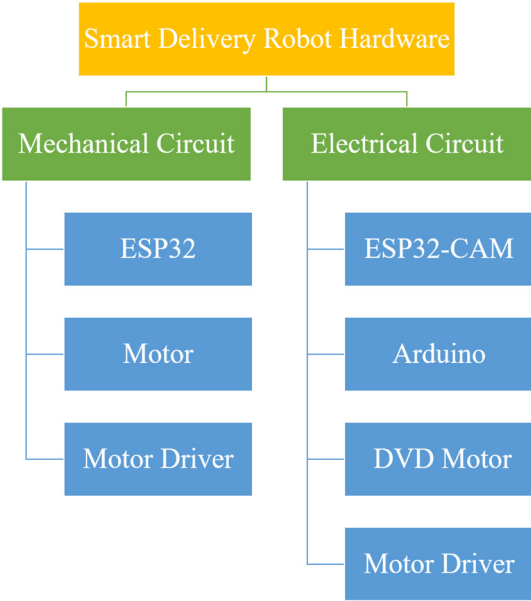 Smart Delivery Robot Hardware
Mechanical Circuit
ESP32
Motor
Motor Driver
Electrical Circuit
ESP32-CAM
Arduino
DVD Motor
Motor Driver